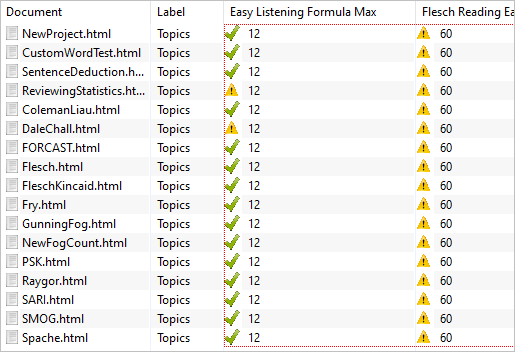 Document Label Easy Listening Formula Max Flesch Reading Ea
NewProject.html Topics 12 60
CustomWordTest.html Topics 12 60
SentenceDeduction.h... Topics 12 60
ReviewingStatistics.ht... Topics 12 60
ColemanLiau.html Topics 12 60
DaleChall.html Topics 12 60
FORCAST.html Topics 12 60
Flesch.html Topics 12 60
FleschKincaid.html Topics 12 60
Fry.html Topics 12 60
GunningFog.html Topics 12 60
NewFogCount.html Topics 12 60
PSK.html Topics 12 60
Raygor.html Topics 12 60
SARI.html Topics 12 60
SMOG.html Topics 12 60
Spache.html Topics 12 60